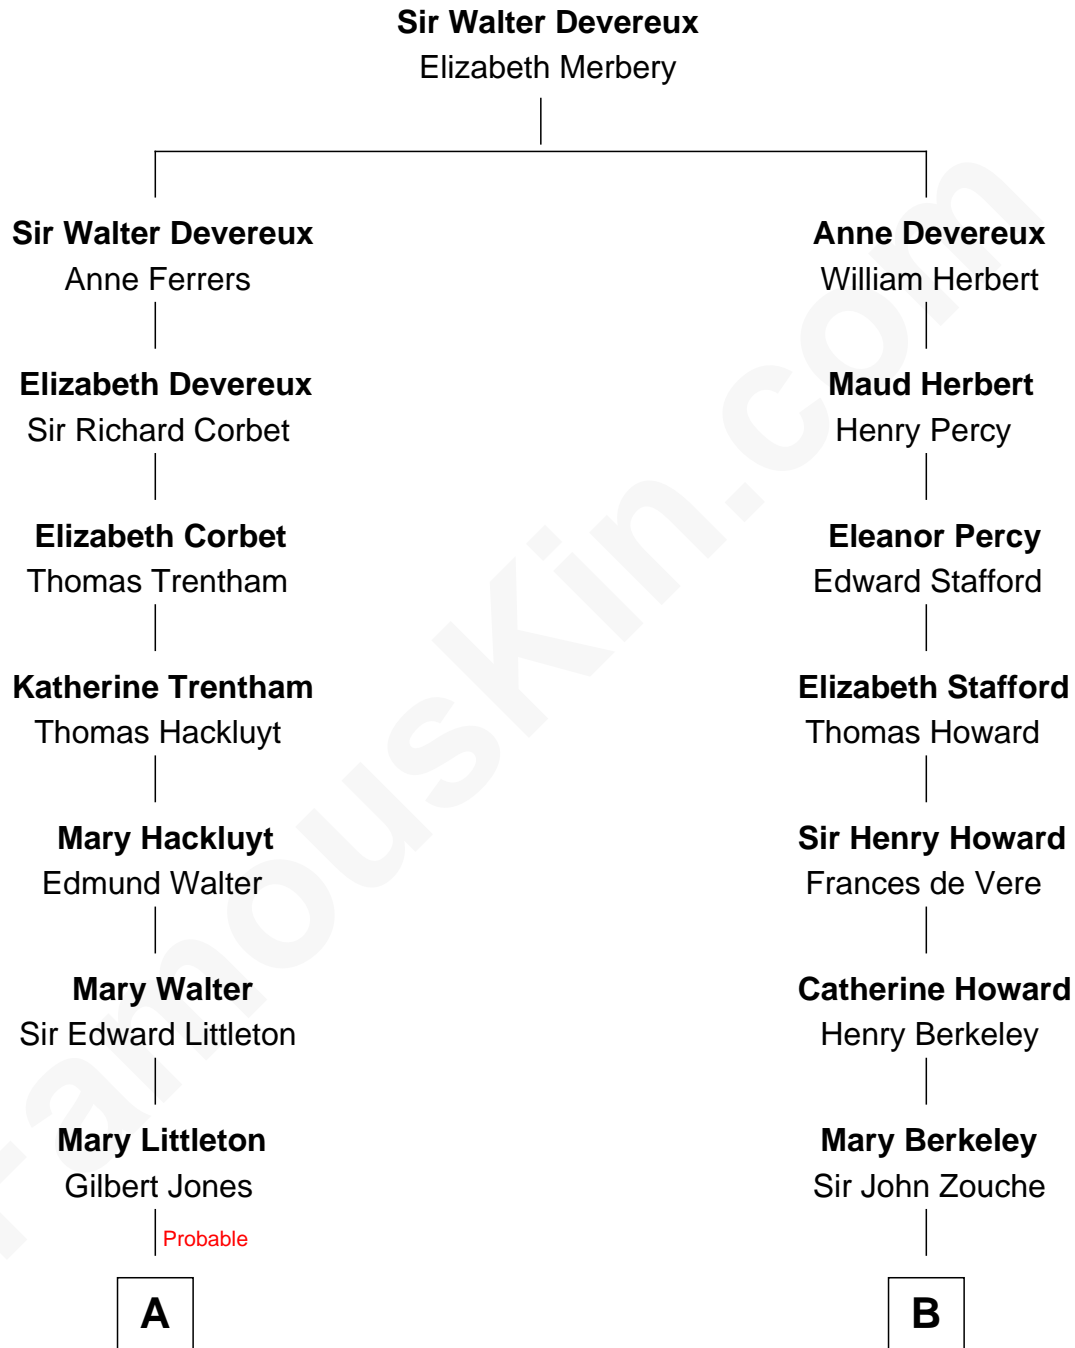 Sir Walter Devereux
Elizabeth Merbery
Sir Walter Devereux
Anne Ferrers
Anne Devereux
William Herbert
Elizabeth Devereux
Sir Richard Corbet
Maud Herbert
Henry Percy
Elizabeth Corbet
Thomas Trentham
Eleanor Percy
Edward Stafford
Katherine Trentham
Thomas Hackluyt
Elizabeth Stafford
Thomas Howard
Mary Hackluyt
Edmund Walter
Sir Henry Howard
Frances de Vere
Mary Walter
Sir Edward Littleton
Catherine Howard
Henry Berkeley
Mary Littleton
Gilbert Jones
Mary Berkeley
Sir John Zouche
Probable
A
B
FamousKin.com